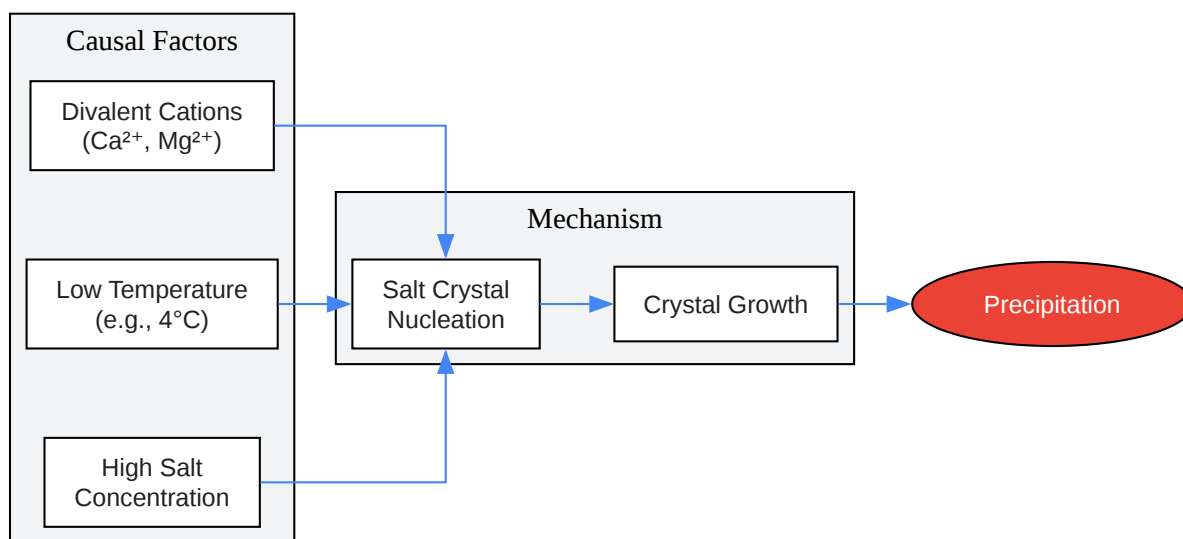 Causal Factors
Divalent Cations
(Ca²⁺, Mg²⁺)
Low Temperature
(e.g., 4°C)
High Salt
Concentration
Mechanism
Salt Crystal
Nucleation
Crystal Growth
Precipitation